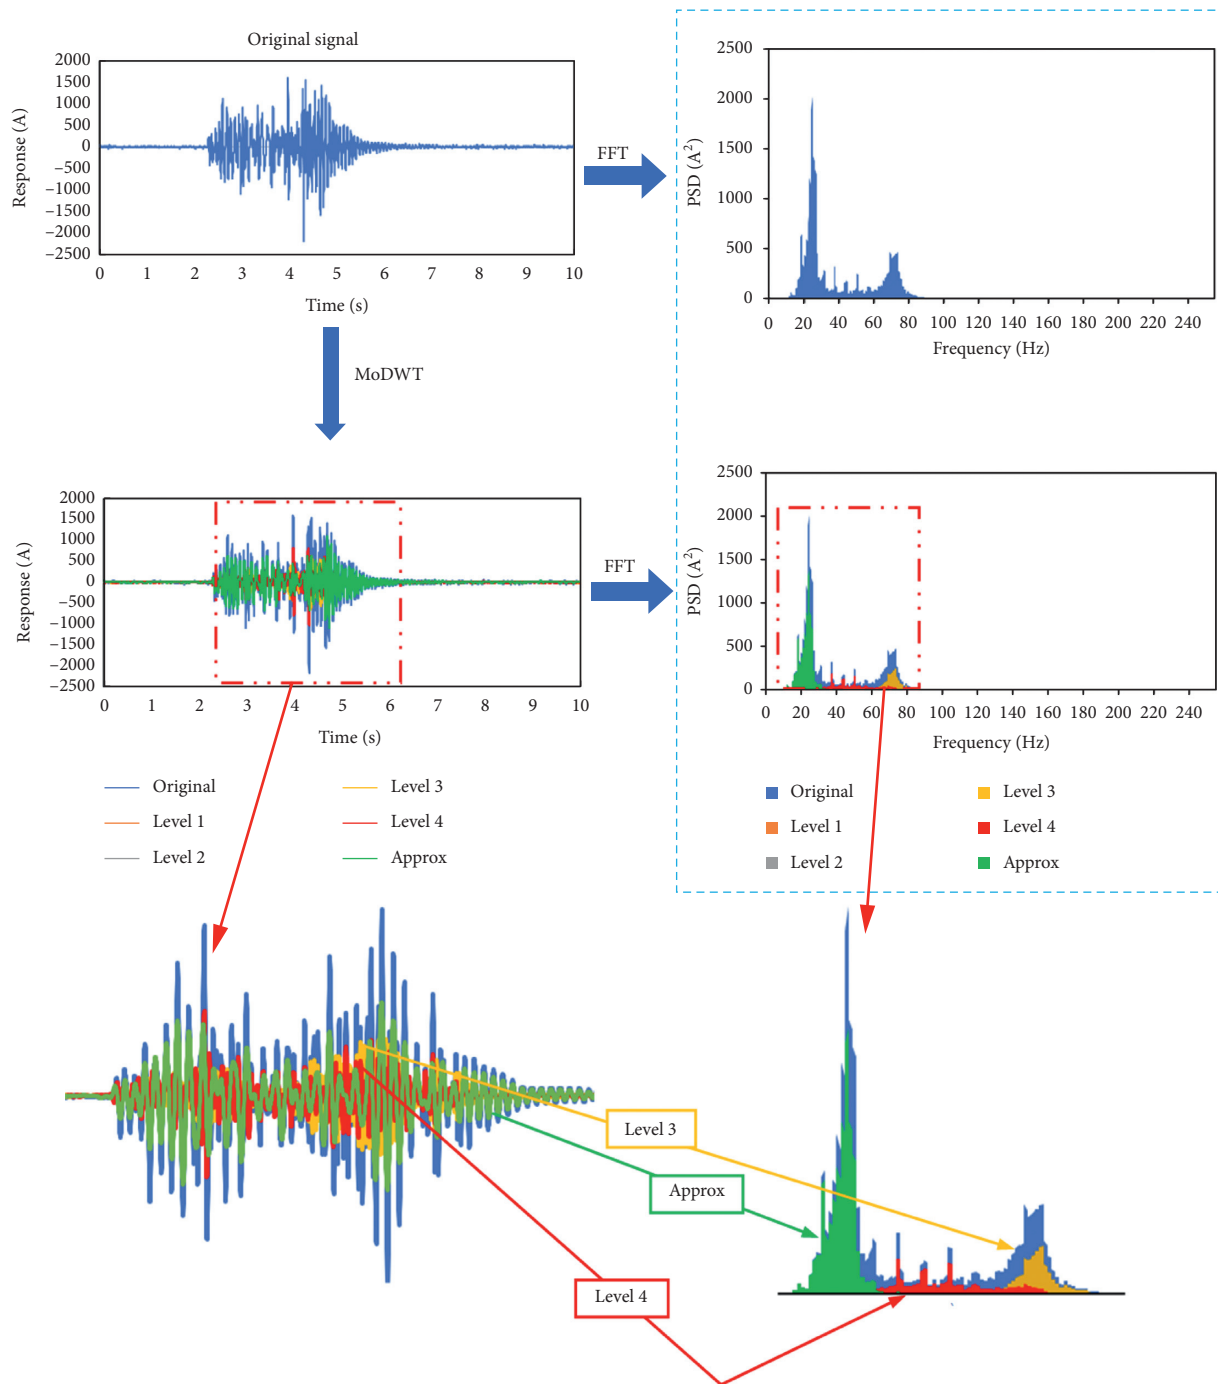 Original signal
2000
1500
1000
500
0
−500
−1000
−1500
−2000
−2500
Response (A)
0 1 2 3 4 5 6 7 8 9 10
Time (s)
FFT
2500
2000
1500
1000
500
0
PSD (A²)
0 20 40 60 80 100 120 140 160 180 200 220 240
Frequency (Hz)
MoDWT
2000
1500
1000
500
0
−500
−1000
−1500
−2000
−2500
Response (A)
0 1 2 3 4 5 6 7 8 9 10
Time (s)
FFT
2500
2000
1500
1000
500
0
PSD (A²)
0 20 40 60 80 100 120 140 160 180 200 220 240
Frequency (Hz)
Original Level 3
Level 1 Level 4
Level 2 Approx
Original Level 3
Level 1 Level 4
Level 2 Approx
Level 3
Approx
Level 4